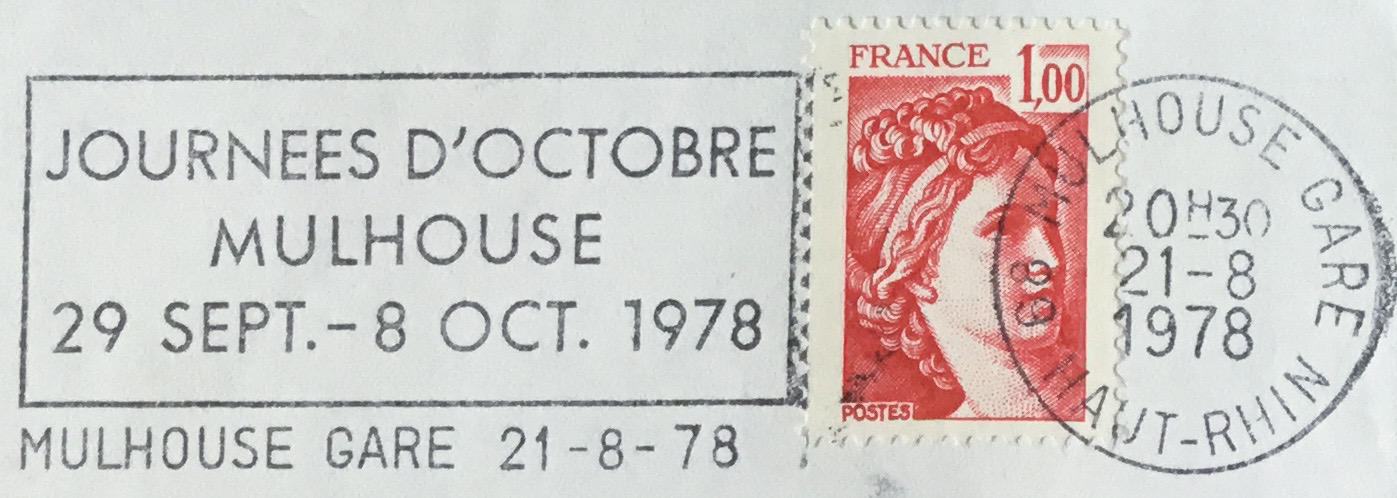 JOURNEES D'OCTOBRE
MULHOUSE
29 SEPT.-8 OCT. 1978
MULHOUSE GARE 21-8-78
FRANCE 1,00
POSTES
68 MULHOUSE GARE
20H30
21-8
1978
HAUT-RHIN